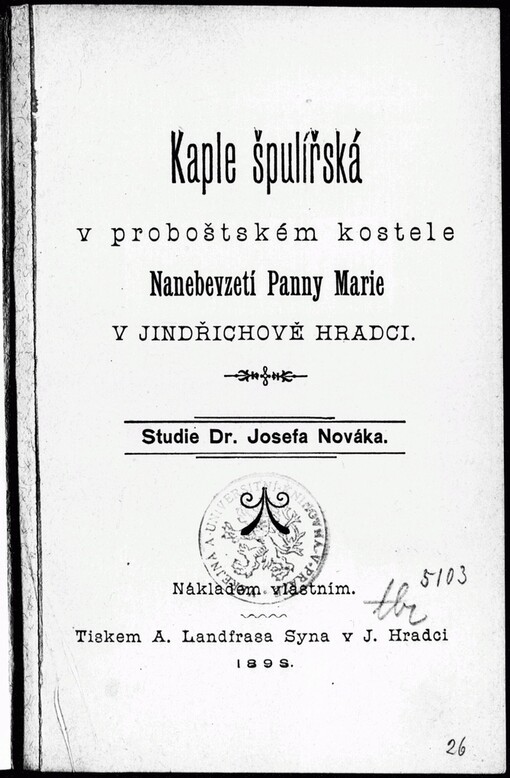 Kaple špulířská
v proboštském kostele
Nanebevzetí Panny Marie
V JINDŘICHOVĚ HRADCI.
Studie Dr. Josefa Nováka.
Nákladem vlastním.
5103
Tiskem A. Landfrasa Syna v J. Hradci
1898.
26